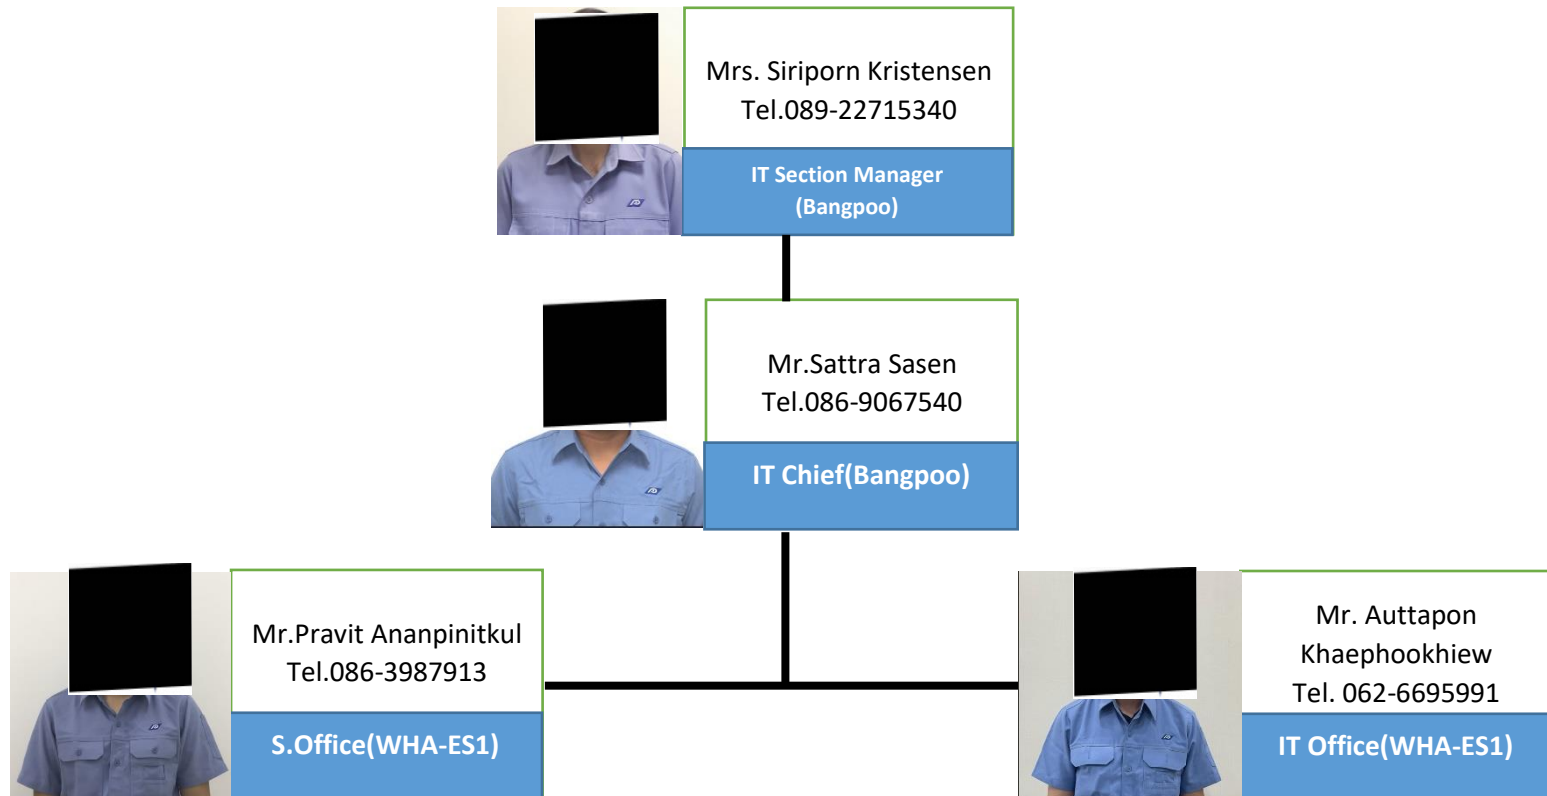 Mrs. Siriporn Kristensen
Tel.089-22715340
IT Section Manager
(Bangpoo)
Mr.Sattra Sasen
Tel.086-9067540
IT Chief(Bangpoo)
Mr.Pravit Ananpinitkul
Tel.086-3987913
S.Office(WHA-ES1)
Mr. Auttapon
Khaephookhiew
Tel. 062-6695991
IT Office(WHA-ES1)